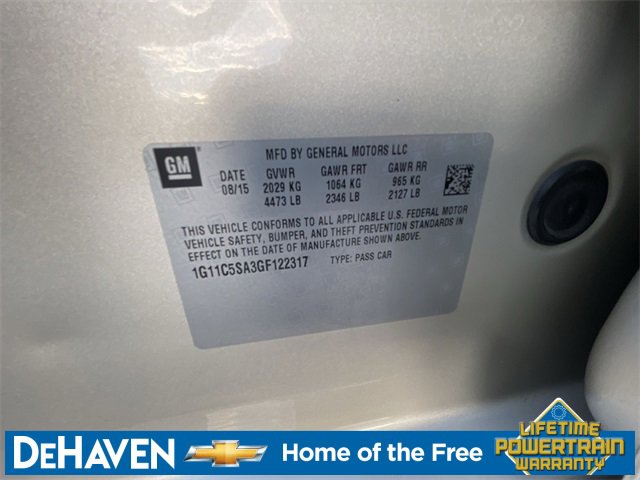 GM
MFD BY GENERAL MOTORS LLC
DATE GVWR GAWR FRT GAWR RR
08/15 2029 KG 1064 KG 965 KG
4473 LB 2346 LB 2127 LB
THIS VEHICLE CONFORMS TO ALL APPLICABLE U.S. FEDERAL MOTOR
VEHICLE SAFETY, BUMPER, AND THEFT PREVENTION STANDARDS IN
EFFECT ON THE DATE OF MANUFACTURE SHOWN ABOVE.
1G11C5SA3GF122317 TYPE: PASS CAR
DEHAVEN Home of the Free
LIFETIME
POWERTRAIN
WARRANTY